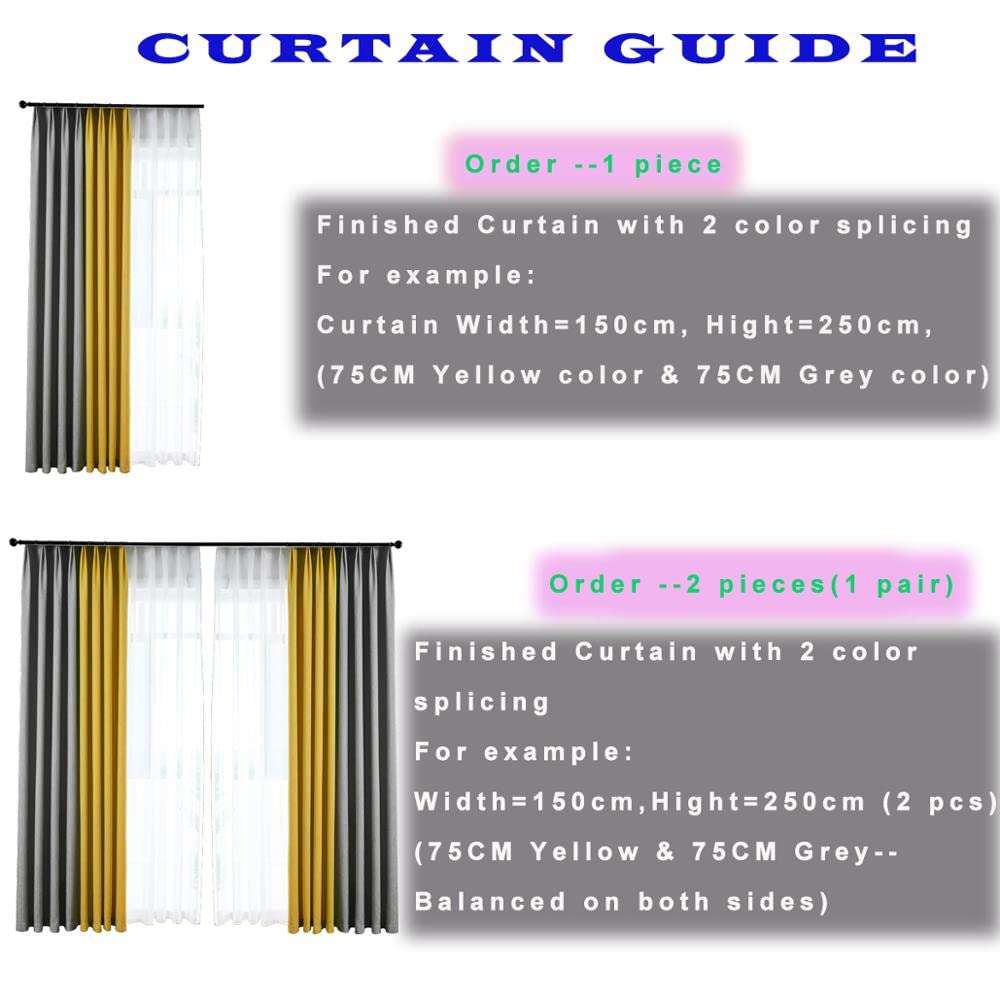 CURTAIN GUIDE
Order --1 piece
Finished Curtain with 2 color splicing
For example:
Curtain Width=150cm, Hight=250cm,
(75CM Yellow color & 75CM Grey color)
Order --2 pieces(1 pair)
Finished Curtain with 2 color
splicing
For example:
Width=150cm,Hight=250cm (2 pcs)
(75CM Yellow & 75CM Grey--
Balanced on both sides)